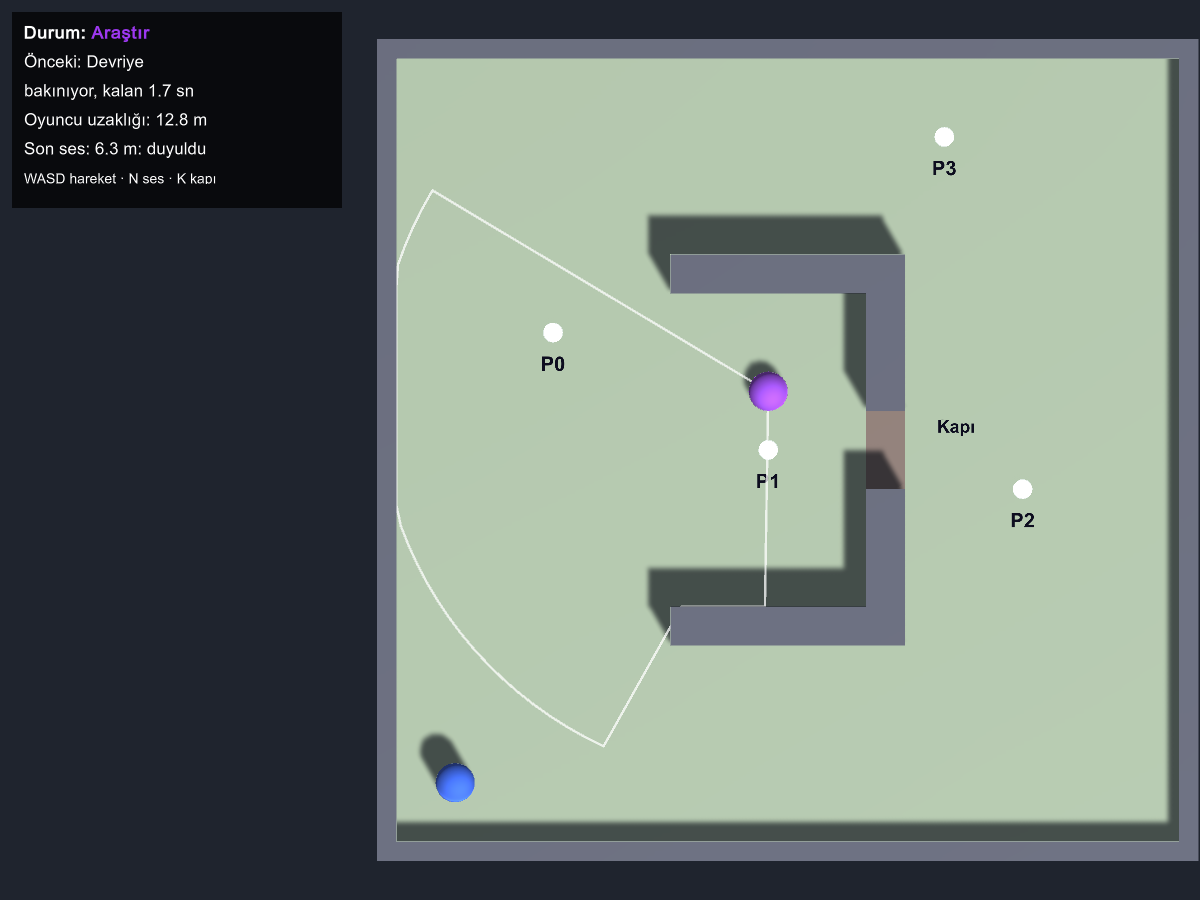 Durum: Araştır
Önceki: Devriye
bakınıyor, kalan 1.7 sn
Oyuncu uzaklığı: 12.8 m
Son ses: 6.3 m: duyuldu
WASD hareket · N ses · K kapı
P3
P0
Kapı
P1
P2